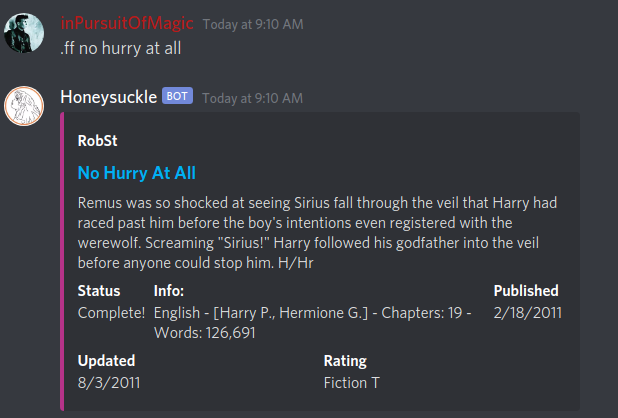 inPursuitOfMagic Today at 9:10 AM
.ff no hurry at all
Honeysuckle BOT Today at 9:10 AM
RobSt
No Hurry At All
Remus was so shocked at seeing Sirius fall through the veil that Harry had
raced past him before the boy's intentions even registered with the
werewolf. Screaming "Sirius!" Harry followed his godfather into the veil
before anyone could stop him. H/Hr
Status Info: Published
Complete! English - [Harry P., Hermione G.] - Chapters: 19 - 2/18/2011
Words: 126,691
Updated Rating
8/3/2011 Fiction T